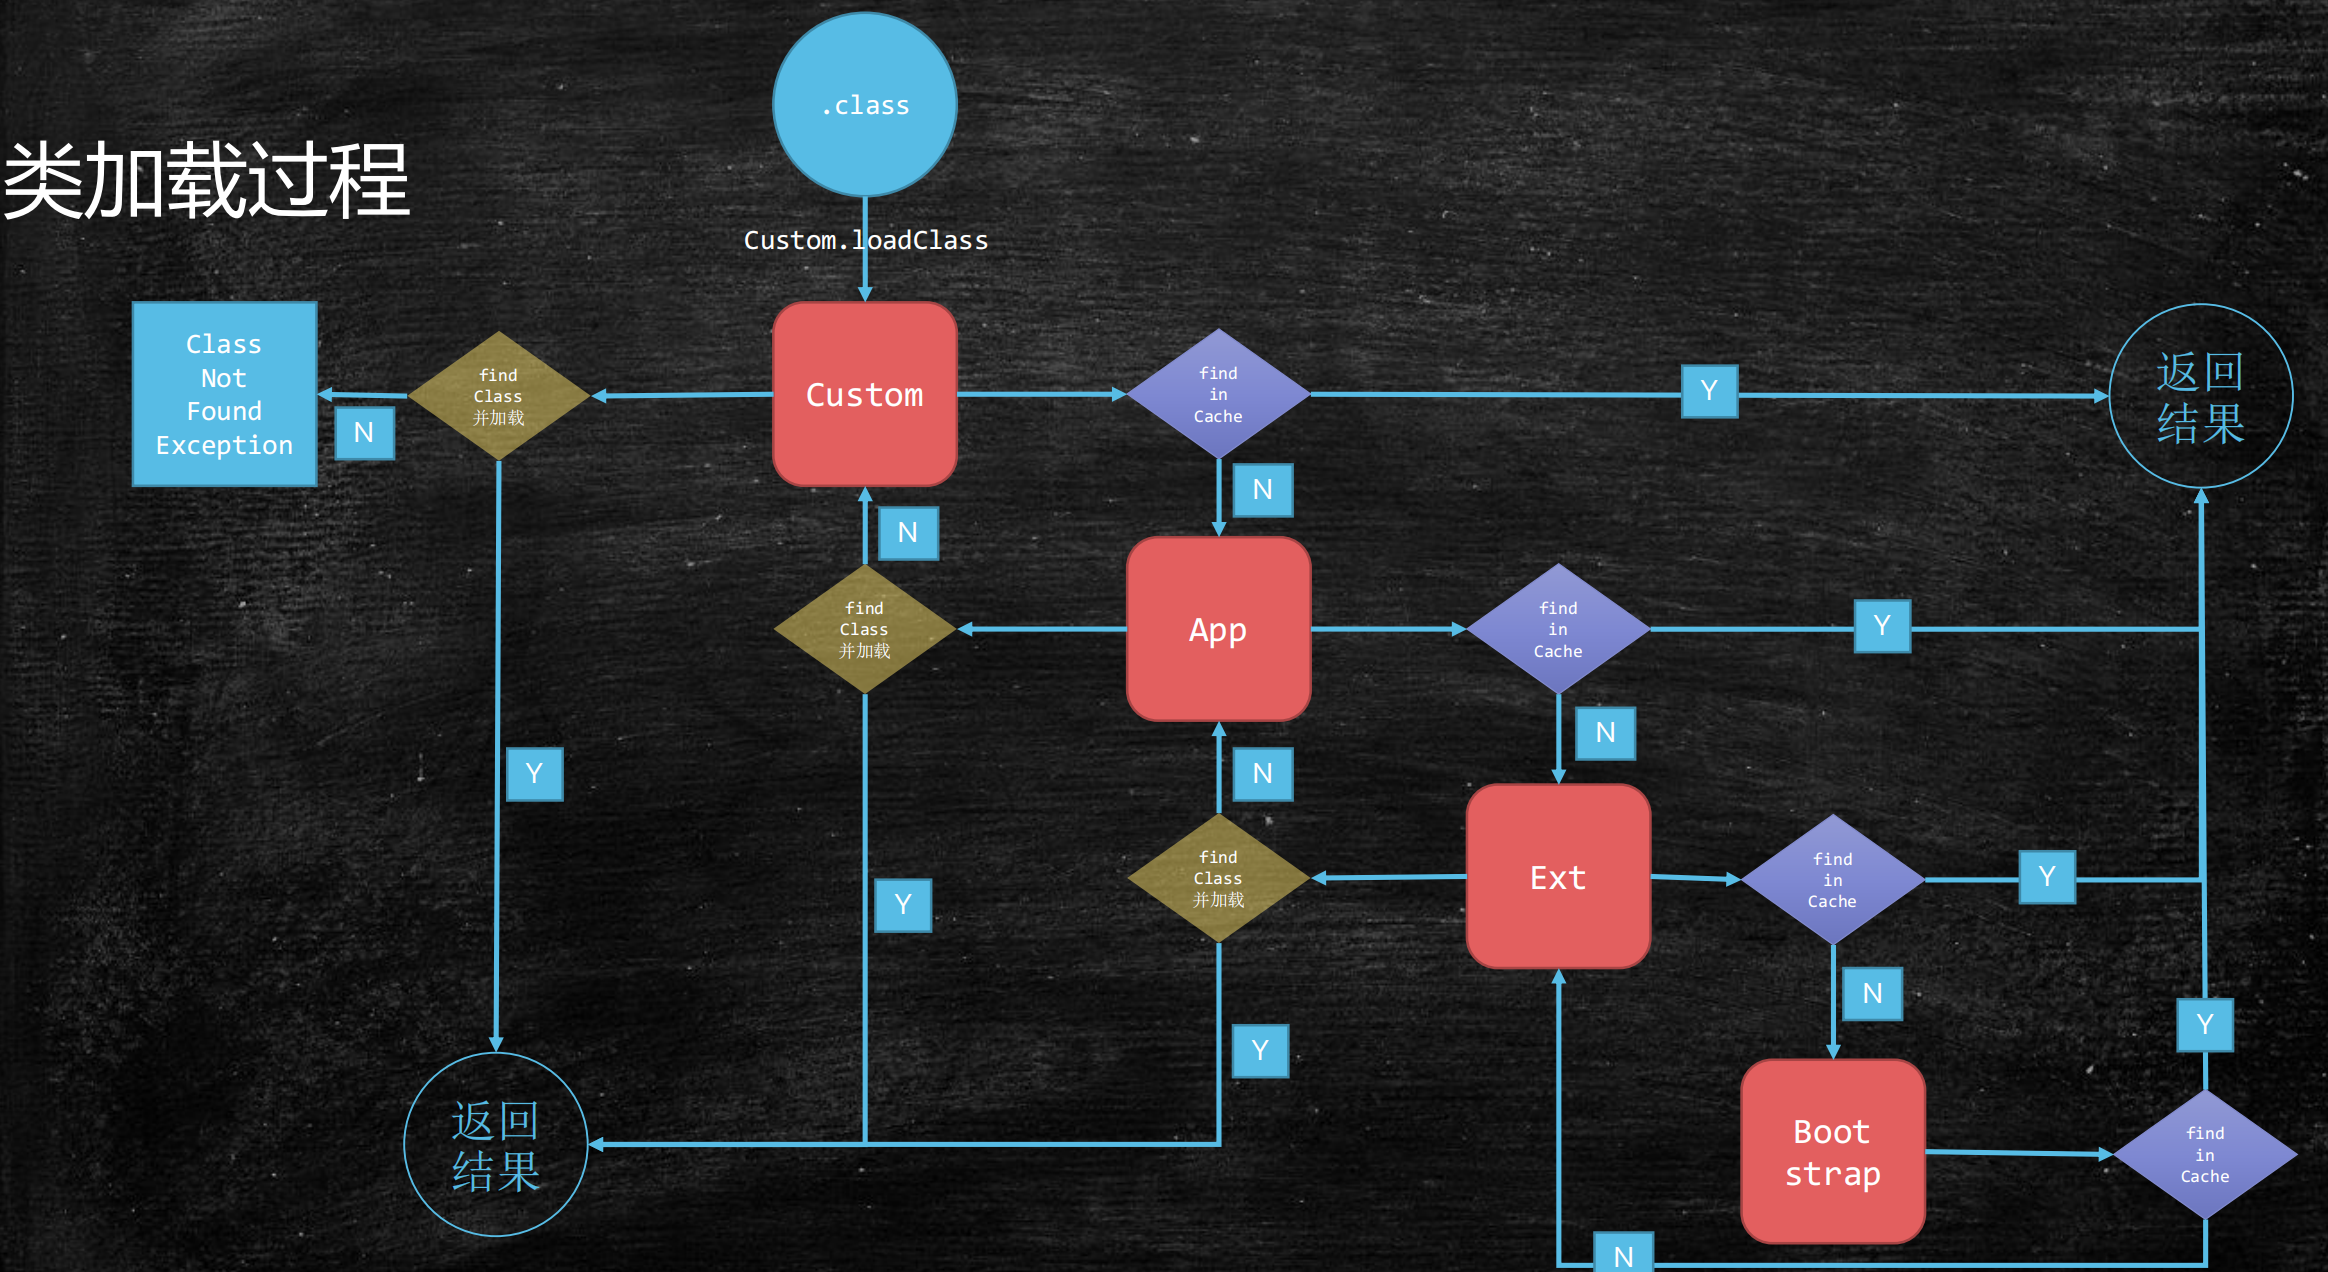 .class
类加载过程
Custom.loadClass
Class
Not
Found
Exception
N
find
Class
并加载
Custom
find
in
Cache
Y
返回
结果
N
N
find
Class
并加载
App
find
in
Cache
Y
N
Y
N
find
Class
并加载
Ext
find
in
Cache
Y
Y
N
Y
Y
返回
结果
Boot
strap
find
in
Cache
N